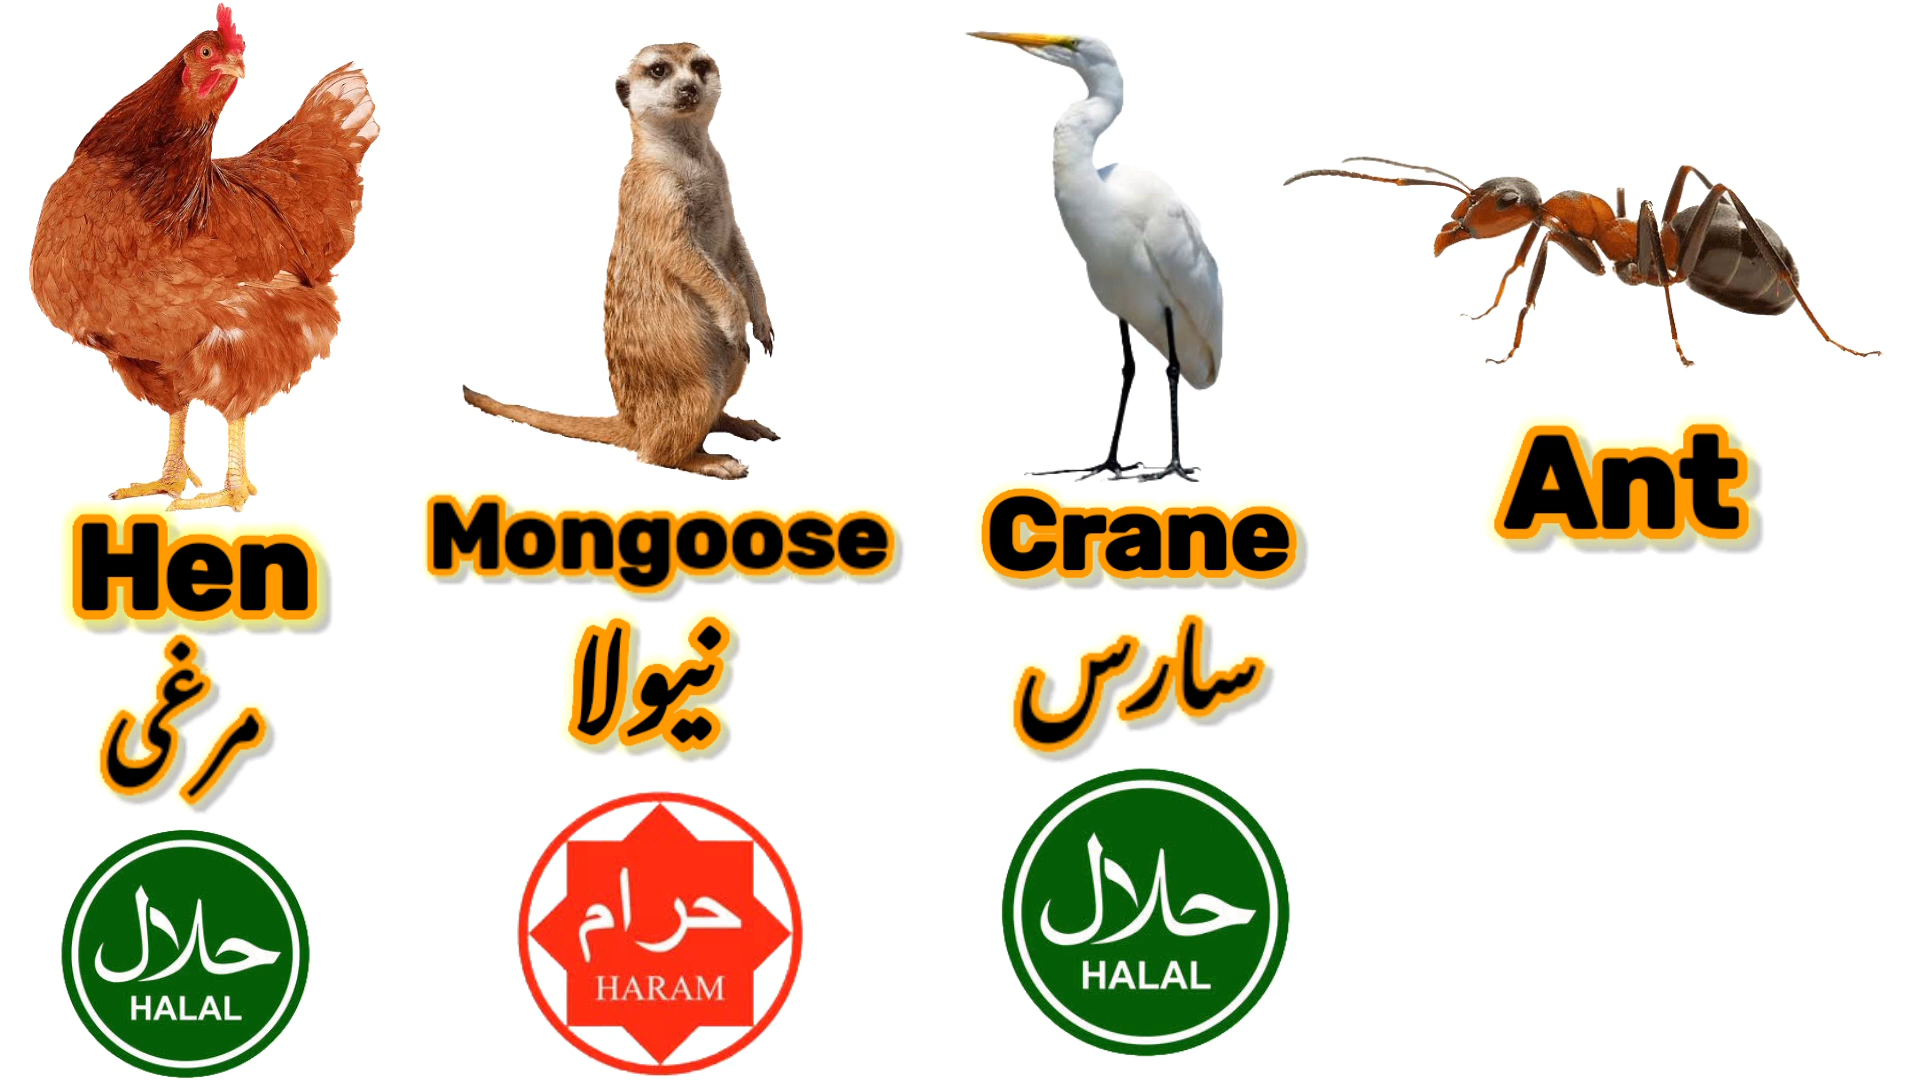 Hen
مرغی
حلال
HALAL
Mongoose
نیولا
حرام
HARAM
Crane
سارس
حلال
HALAL
Ant